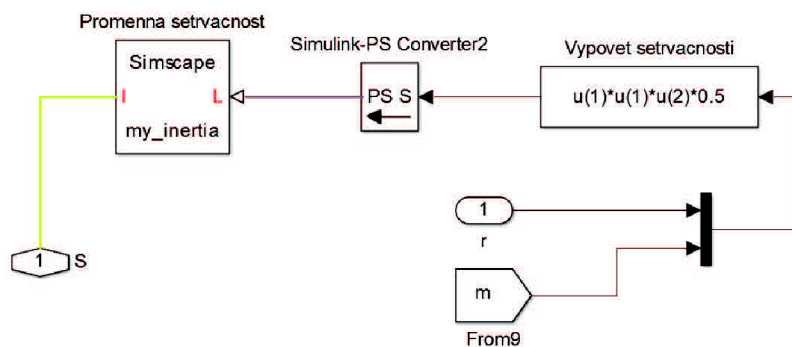 Promenna setrvacnost
Simscape
I L
my_inertia
Simulink-PS Converter2
PS S
Vypovet setrvacnosti
u(1)*u(1)*u(2)*0.5
1
r
1 S
m
From9